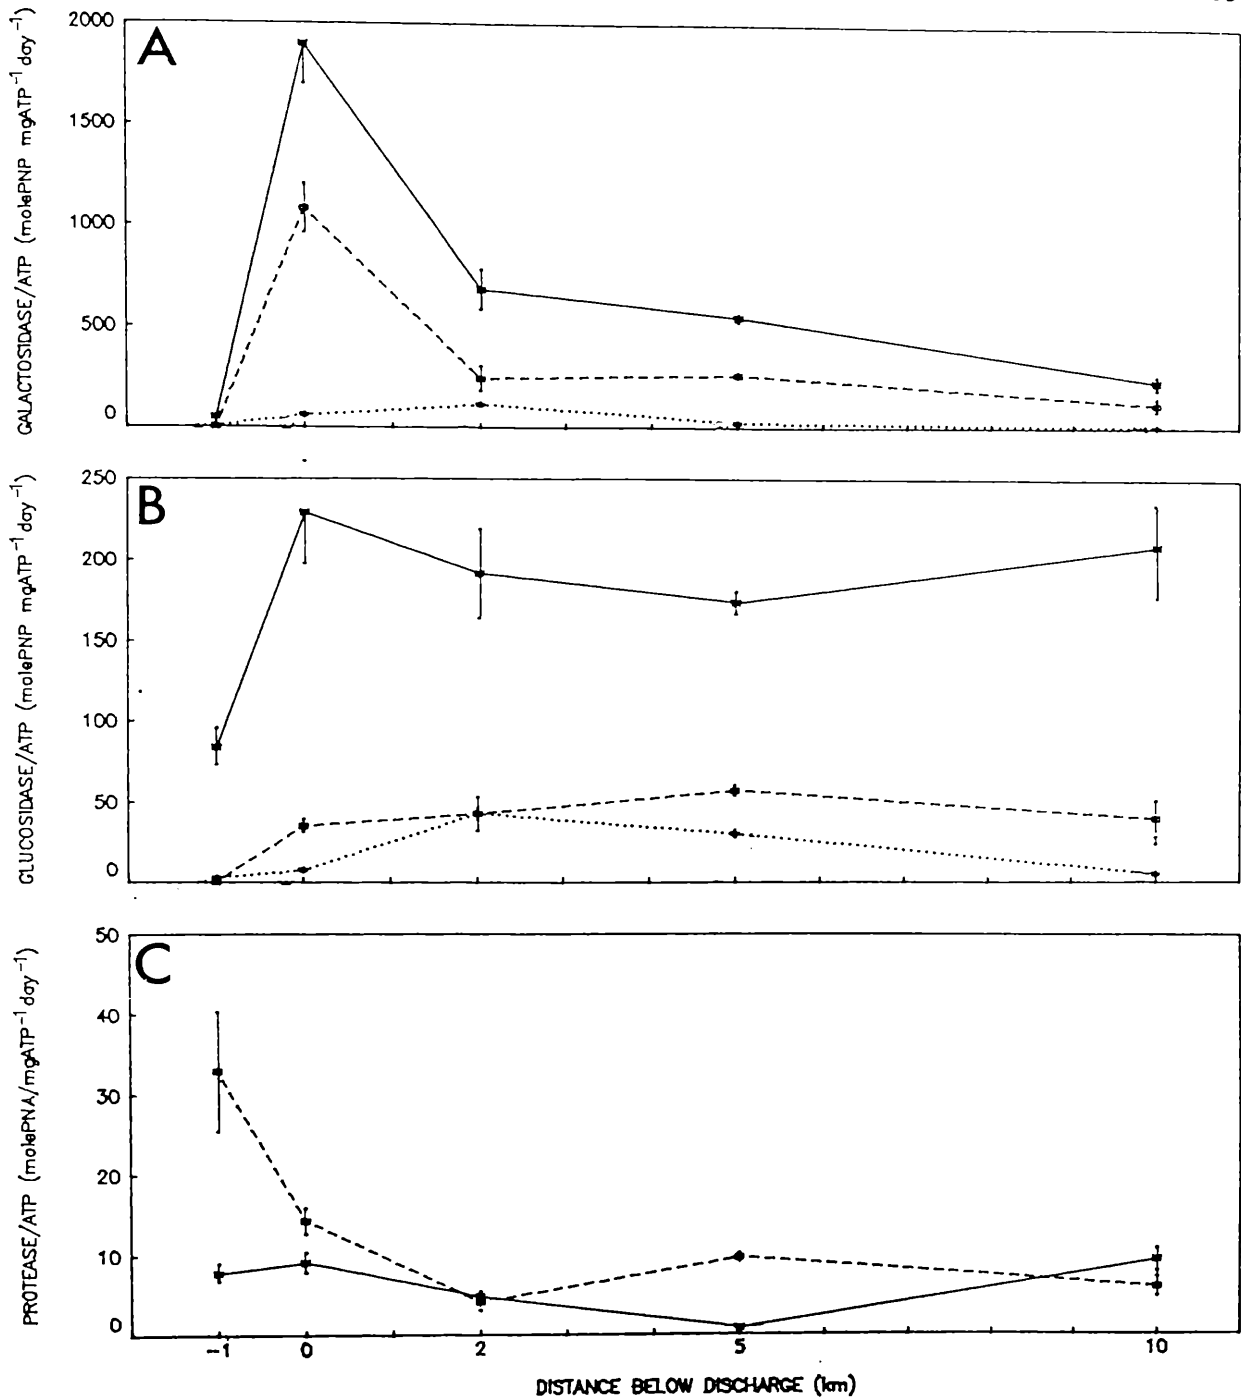 A
2000
1500
1000
500
0
GALACTOSIDASE/ATP (molePNP mgATP⁻¹ day⁻¹)
B
250
200
150
100
50
0
GLUCOSIDASE/ATP (molePNP mgATP⁻¹ day⁻¹)
C
50
40
30
20
10
0
PROTEASE/ATP (molePNA/mgATP⁻¹ day⁻¹)
-1 0 2 5 10
DISTANCE BELOW DISCHARGE (km)